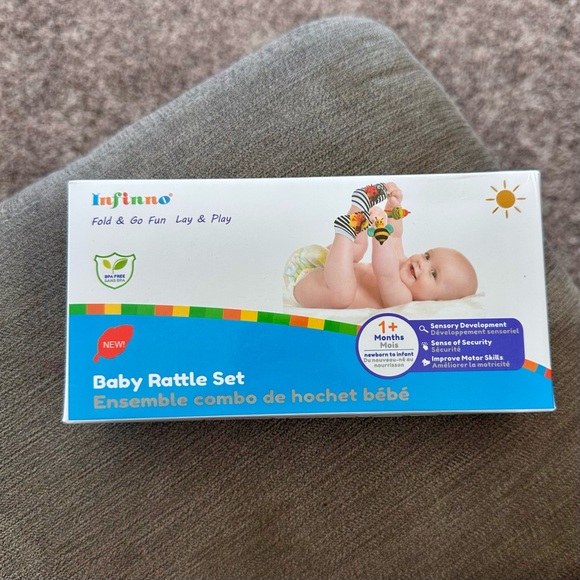 Infinno®
Fold & Go Fun Lay & Play
BPA FREE
SANS BPA
NEW!
Baby Rattle Set
Ensemble combo de hochet bébé
1+
Months
Mois
newborn to infant
Du nouveau-né au
nourrisson
Sensory Development
Développement sensoriel
Sense of Security
Sécurité
Improve Motor Skills
Améliorer le motricité